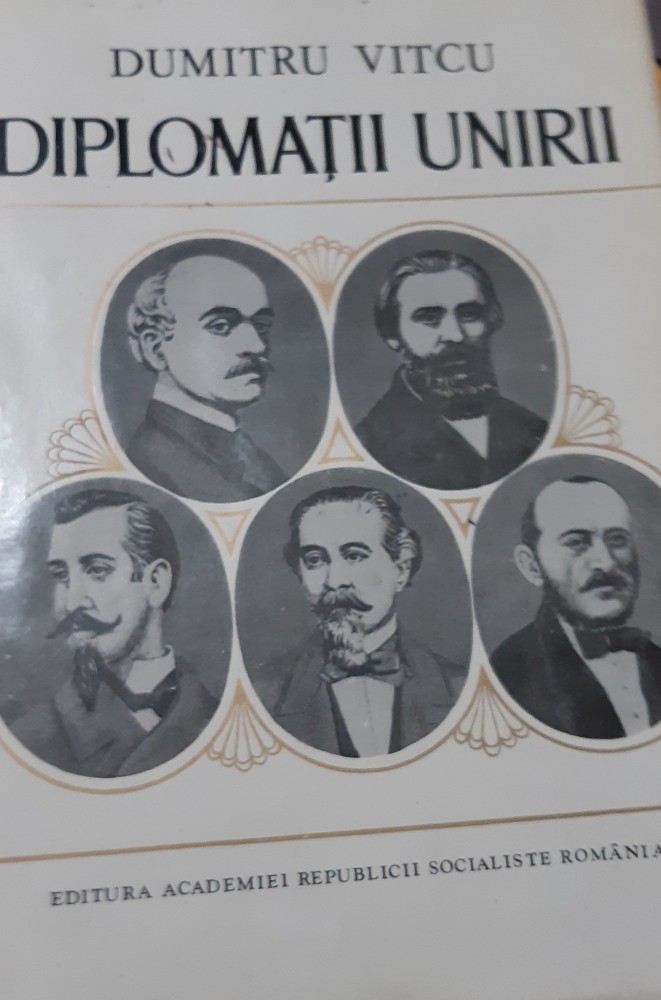 DUMITRU VITCU
DIPLOMAȚII UNIRII
EDITURA ACADEMIEI REPUBLICII SOCIALISTE ROMÂNIA